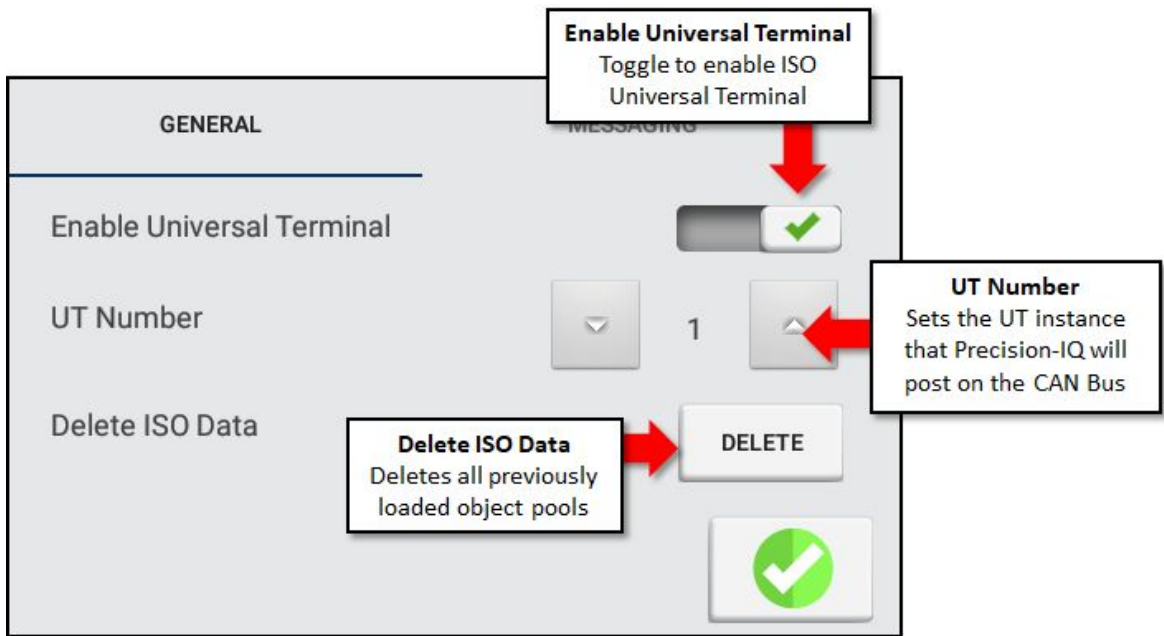 Enable Universal Terminal
Toggle to enable ISO
Universal Terminal
GENERAL
MESSAGING
Enable Universal Terminal
UT Number
1
UT Number
Sets the UT instance
that Precision-IQ will
post on the CAN Bus
Delete ISO Data
Delete ISO Data
Deletes all previously
loaded object pools
DELETE